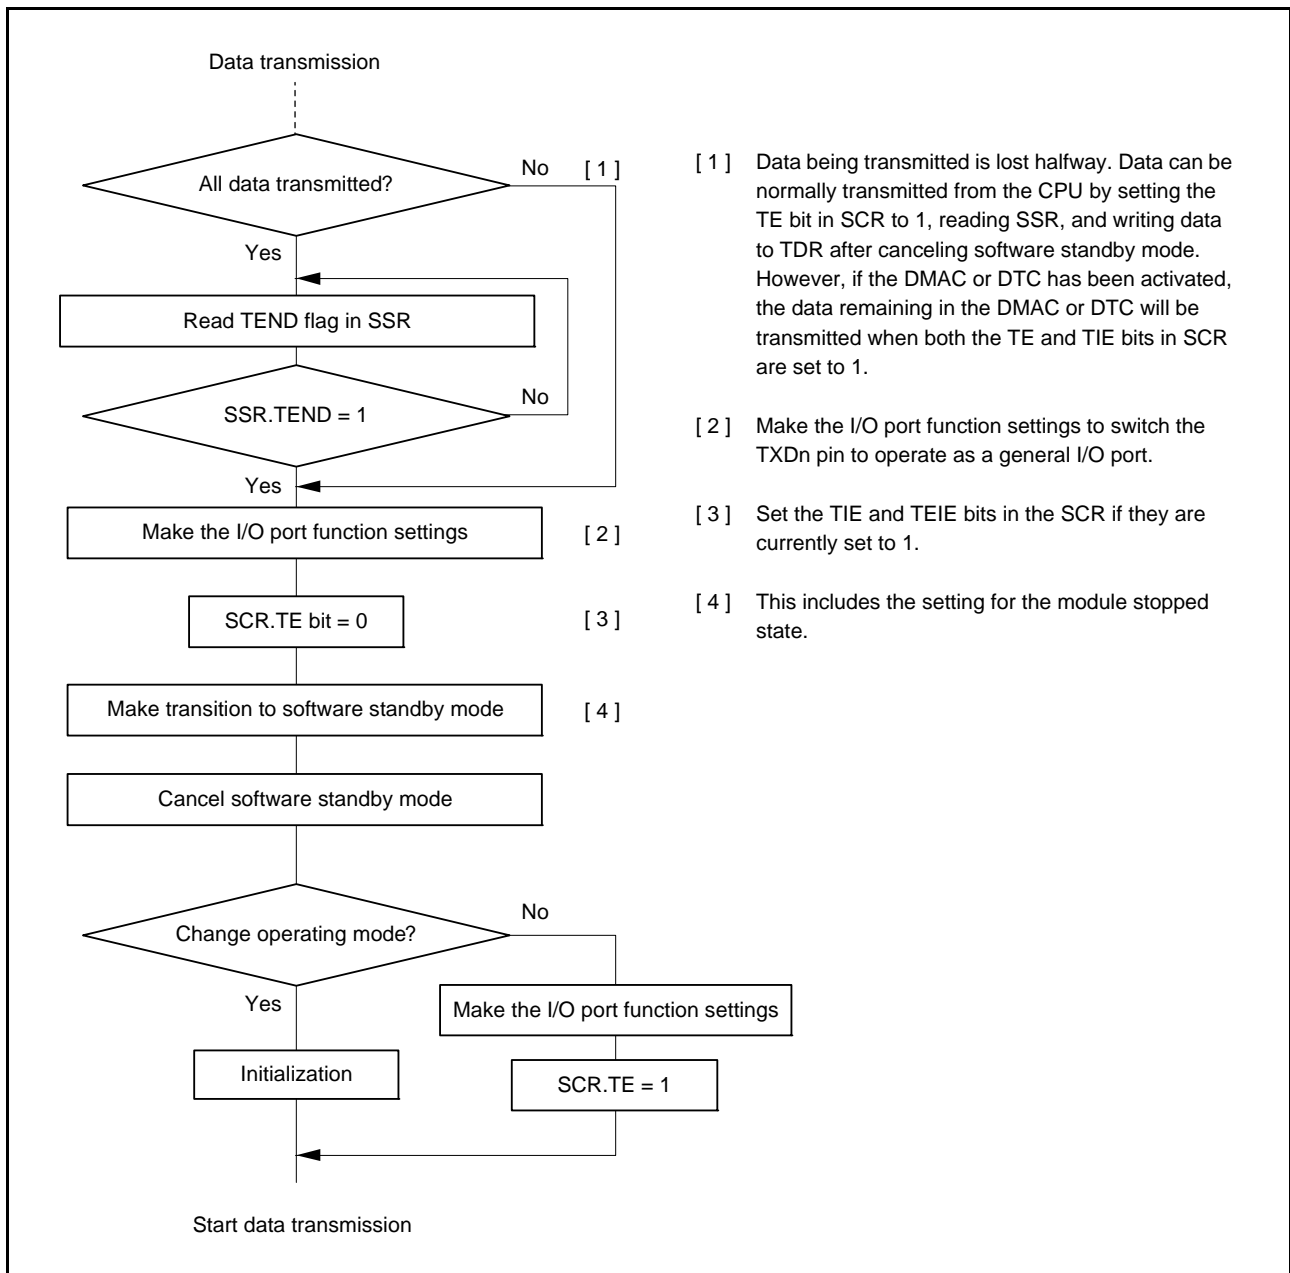 Data transmission
All data transmitted?
No
[ 1 ]
Yes
Read TEND flag in SSR
SSR.TEND = 1
No
Yes
Make the I/O port function settings
[ 2 ]
SCR.TE bit = 0
[ 3 ]
Make transition to software standby mode
[ 4 ]
Cancel software standby mode
Change operating mode?
No
Yes
Make the I/O port function settings
Initialization
SCR.TE = 1
Start data transmission
[ 1 ] Data being transmitted is lost halfway. Data can be
normally transmitted from the CPU by setting the
TE bit in SCR to 1, reading SSR, and writing data
to TDR after canceling software standby mode.
However, if the DMAC or DTC has been activated,
the data remaining in the DMAC or DTC will be
transmitted when both the TE and TIE bits in SCR
are set to 1.
[ 2 ] Make the I/O port function settings to switch the
TXDn pin to operate as a general I/O port.
[ 3 ] Set the TIE and TEIE bits in the SCR if they are
currently set to 1.
[ 4 ] This includes the setting for the module stopped
state.